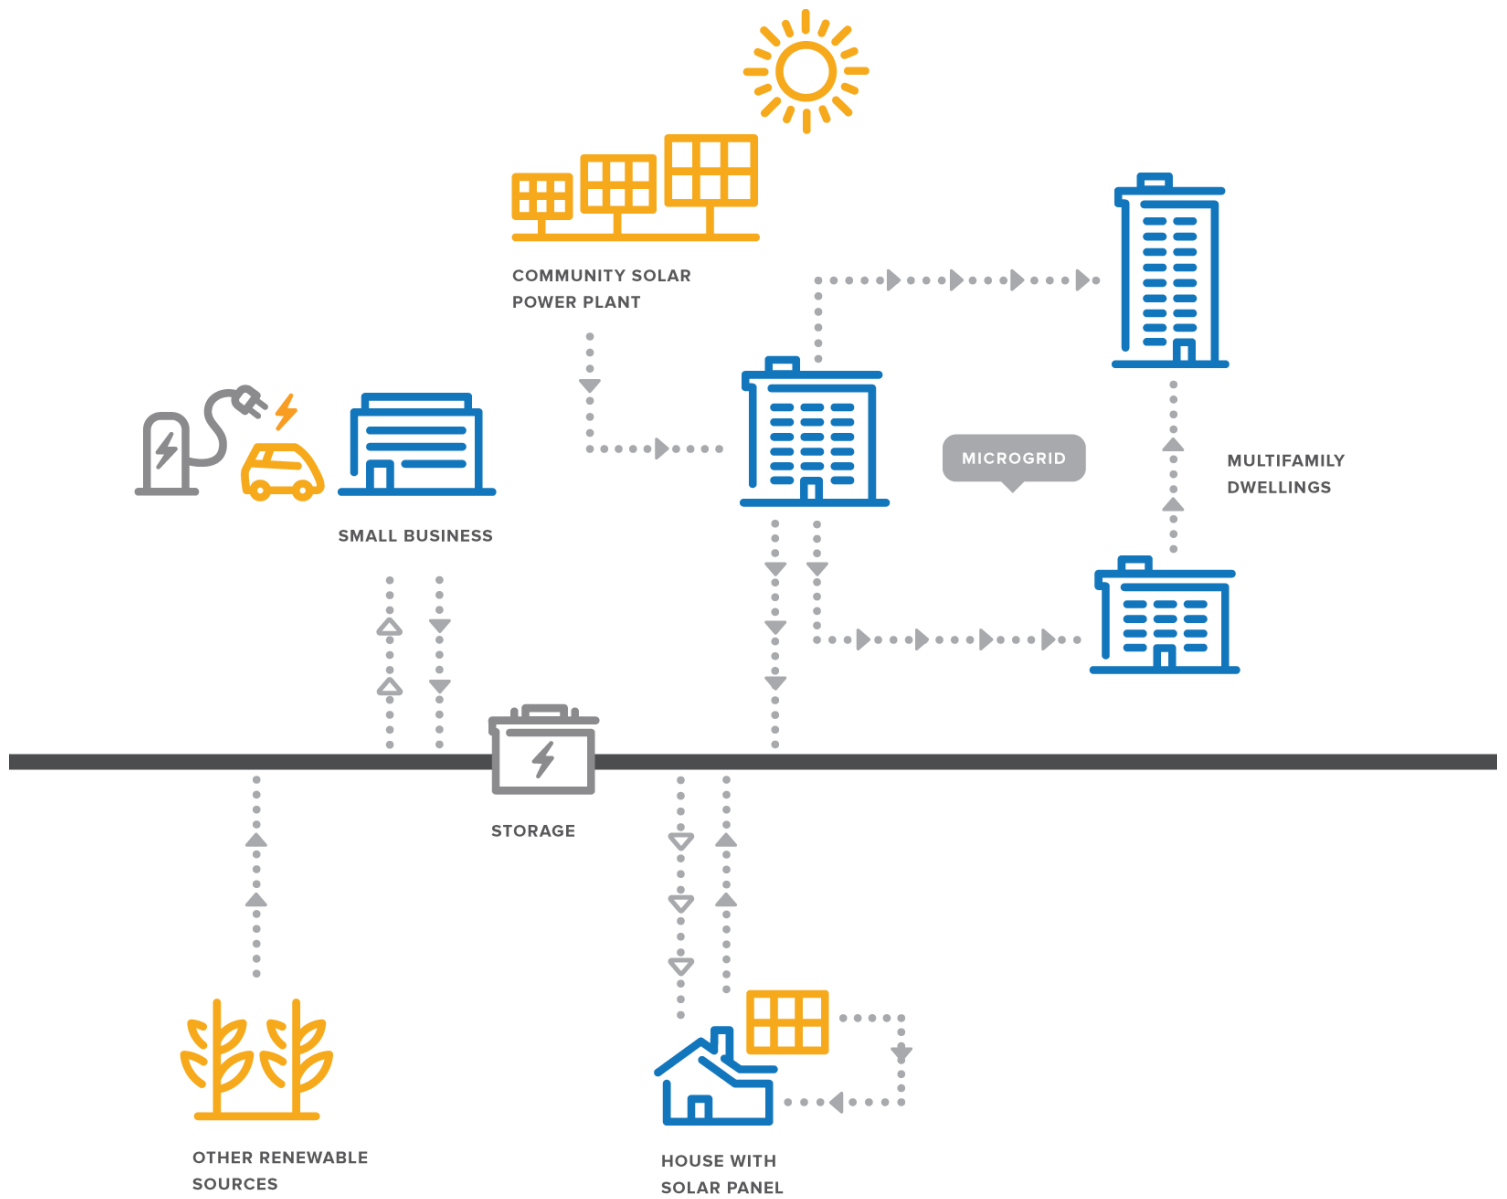 COMMUNITY SOLAR
POWER PLANT
MICROGRID
MULTIFAMILY
DWELLINGS
SMALL BUSINESS
STORAGE
OTHER RENEWABLE
SOURCES
HOUSE WITH
SOLAR PANEL